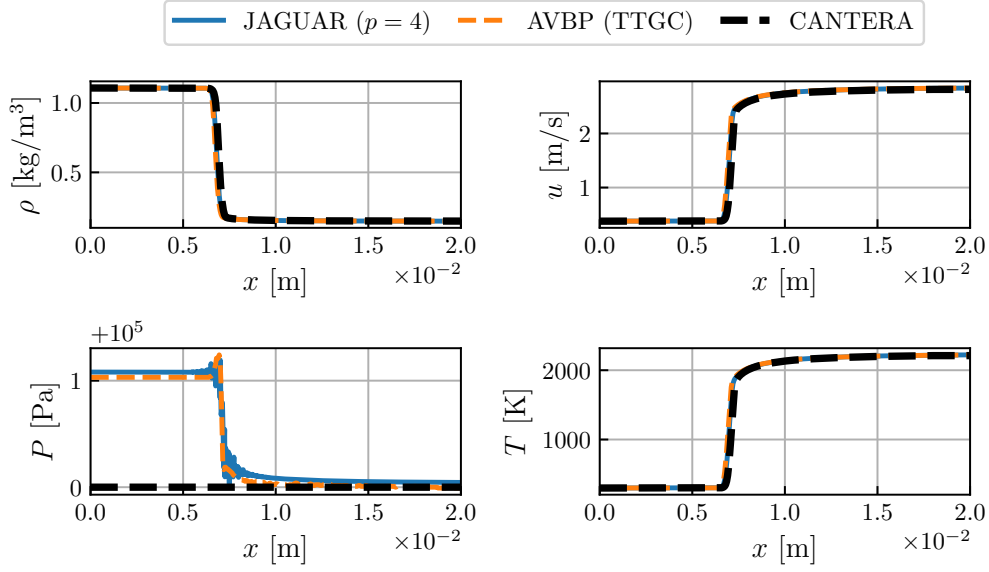 JAGUAR (p = 4) AVBP (TTGC) CANTERA
ρ [kg/m³]
1.0
0.5
0.0 0.5 1.0 1.5 2.0
×10⁻²
x [m]
u [m/s]
2
1
0.0 0.5 1.0 1.5 2.0
×10⁻²
x [m]
+10⁵
P [Pa]
1
0
0.0 0.5 1.0 1.5 2.0
×10⁻²
x [m]
T [K]
2000
1000
0.0 0.5 1.0 1.5 2.0
×10⁻²
x [m]